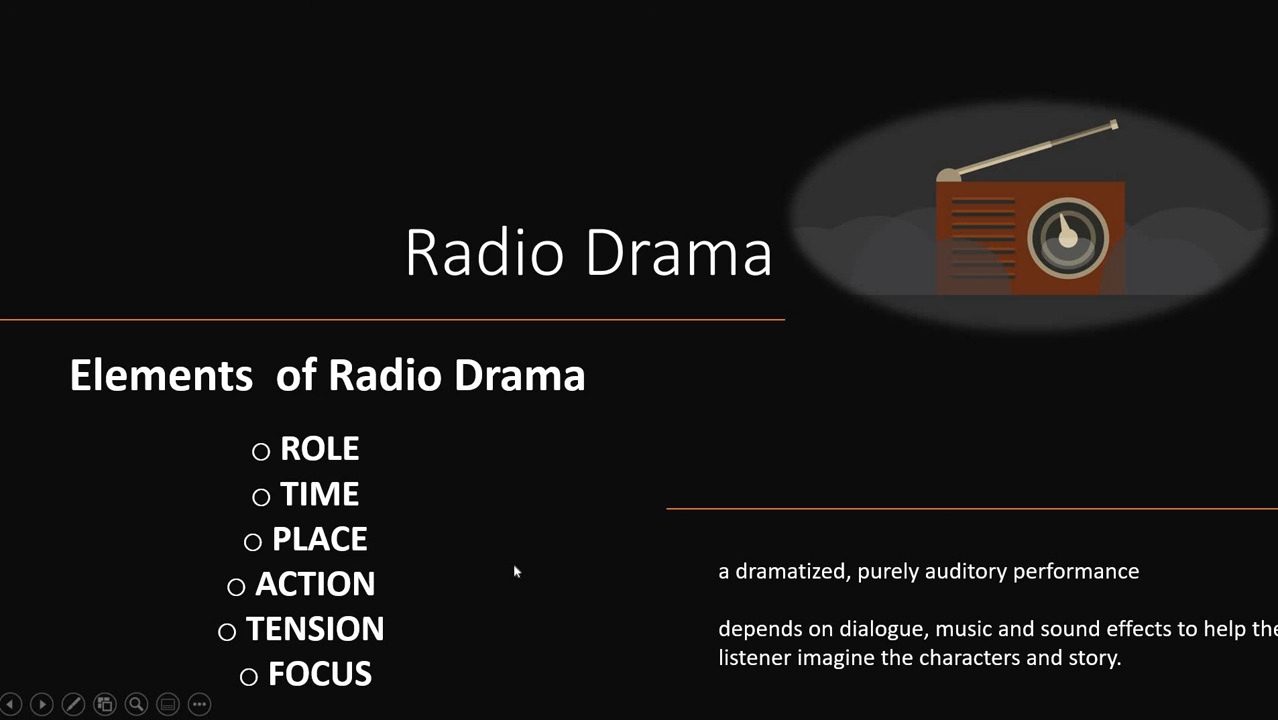 Radio Drama
Elements of Radio Drama
ROLE
TIME
PLACE
ACTION
TENSION
FOCUS
a dramatized, purely auditory performance
depends on dialogue, music and sound effects to help the
listener imagine the characters and story.